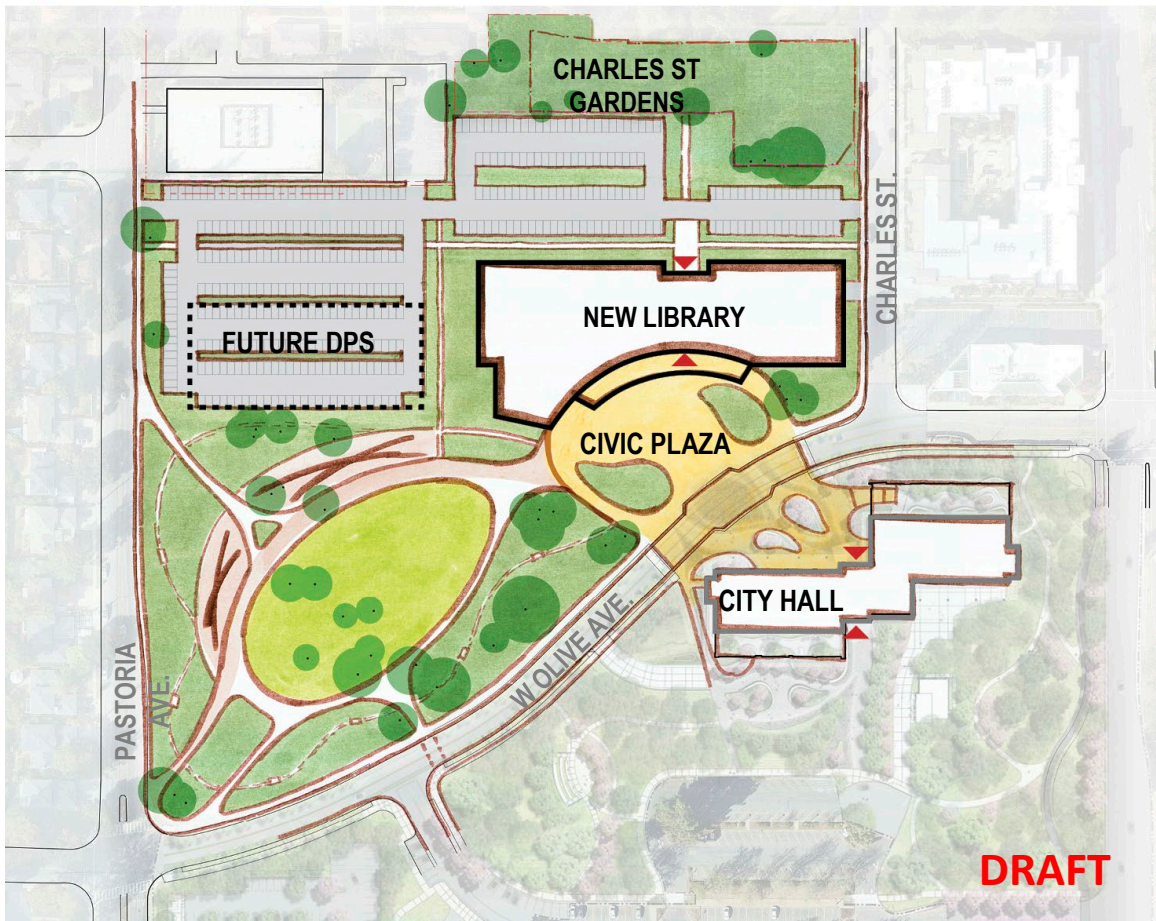 CHARLES ST
GARDENS
CHARLES ST.
NEW LIBRARY
FUTURE DPS
CIVIC PLAZA
CITY HALL
W OLIVE AVE.
PASTORIA
AVE.
DRAFT